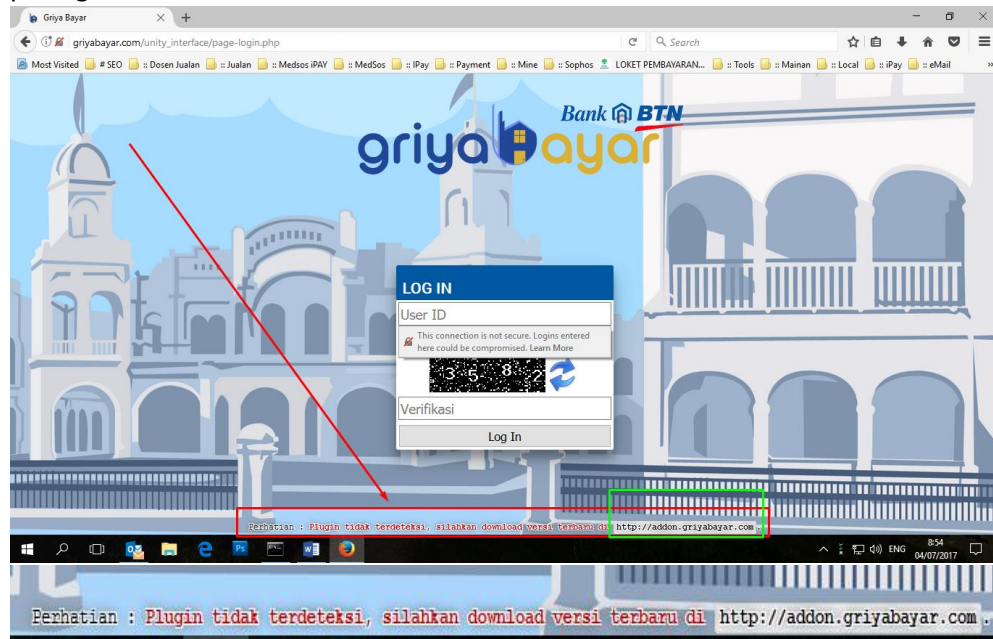 Griya Bayar
griyabayar.com/unity_interface/page-login.php
Search
Most Visited # SEO :: Dosen Jualan :: Jualan :: Medsos iPAY :: MedSos :: IPay :: Payment :: Mine :: Sophos LOKET PEMBAYARAN... :: Tools :: Mainan :: Local :: iPay :: eMail
Bank BTN
griya bayar
LOG IN
User ID
This connection is not secure. Logins entered
here could be compromised. Learn More
3 5 8 2
Verifikasi
Log In
Perhatian : Plugin tidak terdeteksi, silahkan download versi terbaru di http://addon.griyabayar.com .
ENG
8:54
04/07/2017
Perhatian : Plugin tidak terdeteksi, silahkan download versi terbaru di http://addon.griyabayar.com .